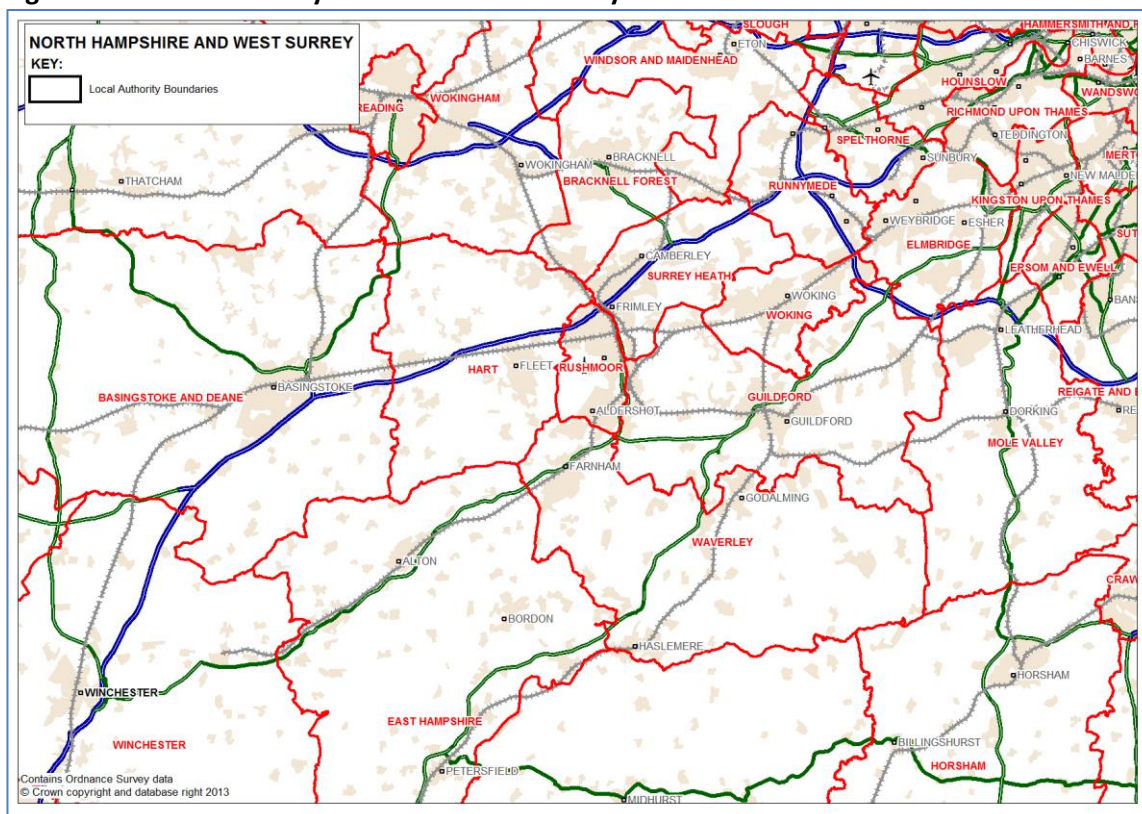 NORTH HAMPSHIRE AND WEST SURREY
KEY:
Local Authority Boundaries
SLOUGH
HAMMERSMITH AND
ETON
CHISWICK
WINDSOR AND MAIDENHEAD
BARNES
HOUNSLOW
WANDSWO
READING
WOKINGHAM
RICHMOND UPON THAMES
TEDDINGTON
SPELTHORNE
MERT
SUNBURY
WOKINGHAM
BRACKNELL
NEW MALDE
THATCHAM
BRACKNELL FOREST
RUNNYMEDE
KINGSTON UPON THAMES
WEYBRIDGE
ESHER
SUT
ELMBRIDGE
CAMBERLEY
EPSOM AND EWELL
SURREY HEATH
WOKING
BANS
FRIMLEY
WOKING
LEATHERHEAD
FLEET
RUSHMOOR
HART
BASINGSTOKE
REIGATE AND
BASINGSTOKE AND DEANE
GUILDFORD
ALDERSHOT
DORKING
RE
GUILDFORD
MOLE VALLEY
FARNHAM
GODALMING
WAVERLEY
ALTON
CRAW
BORDON
HASLEMERE
HORSHAM
WINCHESTER
EAST HAMPSHIRE
WINCHESTER
BILLINGSHURST
HORSHAM
PETERSFIELD
Contains Ordnance Survey data
© Crown copyright and database right 2013
MIDHURST